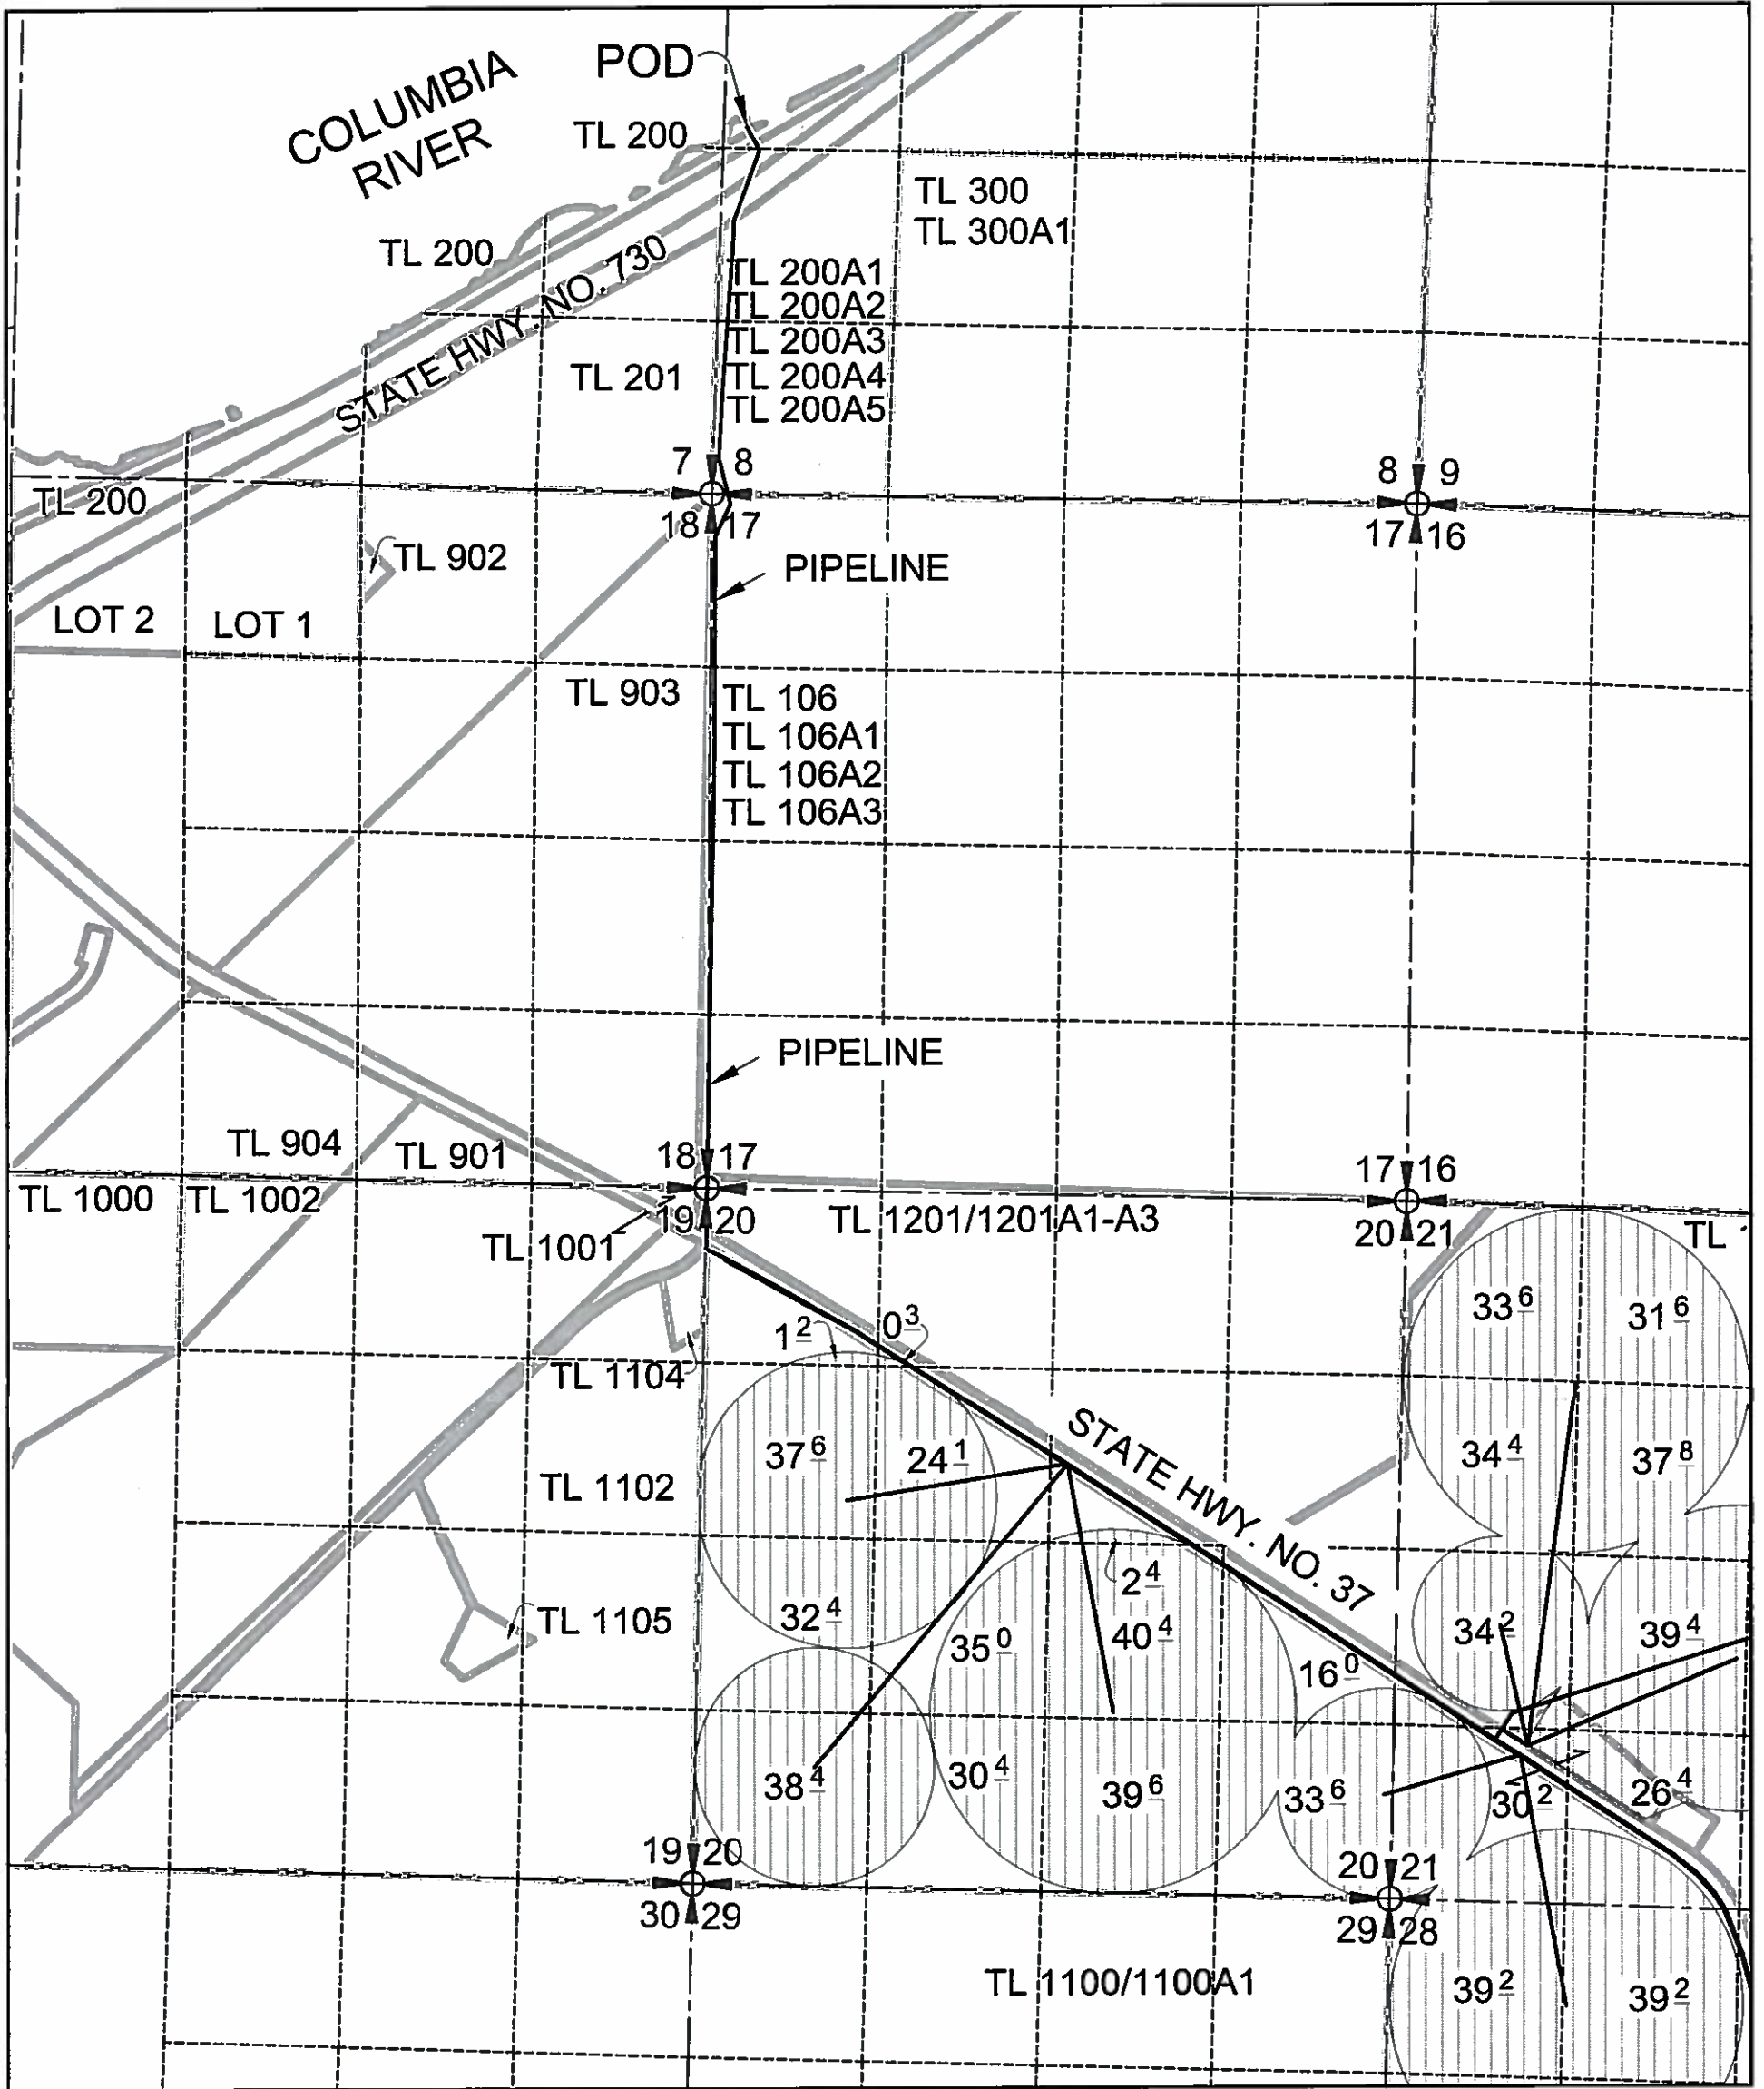 COLUMBIA
RIVER
POD
TL 200
TL 300
TL 300A1
TL 200
STATE HWY. NO. 730
TL 200A1
TL 200A2
TL 200A3
TL 200A4
TL 200A5
TL 201
7 8
18 17
8 9
17 16
TL 200
TL 902
PIPELINE
LOT 2
LOT 1
TL 903
TL 106
TL 106A1
TL 106A2
TL 106A3
PIPELINE
TL 904
TL 901
18 17
19 20
17 16
20 21
TL 1000
TL 1002
TL 1001
TL 1201/1201A1-A3
TL
33 6
31 6
1 2
0 3
TL 1104
STATE HWY. NO. 37
37 6
24 1
34 4
37 8
TL 1102
2 4
TL 1105
32 4
35 0
40 4
34 2
39 4
16 0
38 4
30 4
39 6
33 6
30 2
26 4
19 20
30 29
20 21
29 28
TL 1100/1100A1
39 2
39 2